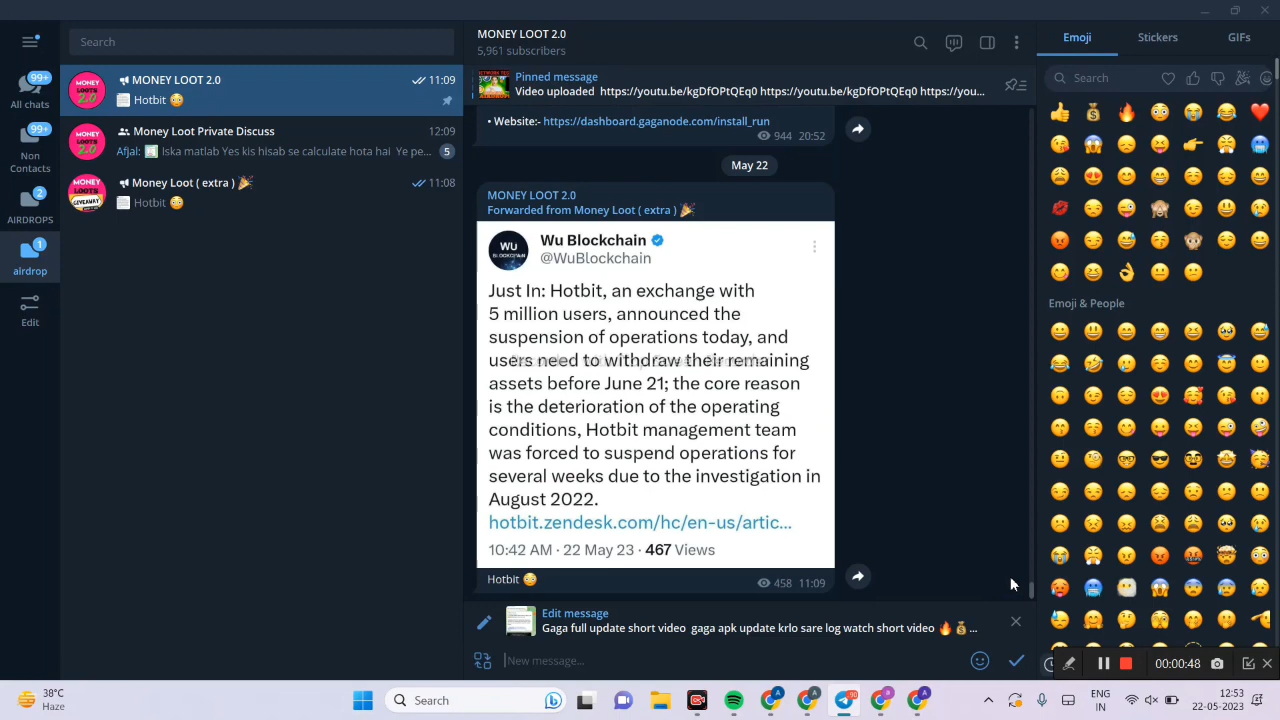 Search
MONEY LOOT 2.0
11:09
Hotbit 😳
Money Loot Private Discuss
12:09
Afjal: Iska matlab Yes kis hisab se calculate hota hai Ye pe...
5
Money Loot ( extra ) 🎉
11:08
Hotbit 😳
99+
All chats
99+
Non
Contacts
2
AIRDROPS
1
airdrop
Edit
MONEY LOOT 2.0
5,961 subscribers
Pinned message
Video uploaded https://youtu.be/kgDfOPtQEq0 https://youtu.be/kgDfOPtQEq0 https://you...
• Website:- https://dashboard.gaganode.com/install_run
944 20:52
May 22
MONEY LOOT 2.0
Forwarded from Money Loot ( extra ) 🎉
WU
BLOCKCHAIN
Wu Blockchain
@WuBlockchain
Just In: Hotbit, an exchange with
5 million users, announced the
suspension of operations today, and
users need to withdraw their remaining
assets before June 21; the core reason
is the deterioration of the operating
conditions, Hotbit management team
was forced to suspend operations for
several weeks due to the investigation in
August 2022.
hotbit.zendesk.com/hc/en-us/artic...
10:42 AM · 22 May 23 · 467 Views
Hotbit 😳
458 11:09
Edit message
Gaga full update short video gaga apk update krlo sare log watch short video 🔥💰...
New message...
Emoji
Stickers
GIFs
Search
Emoji & People
00:00:48
38°C
Haze
Search
90
ENG
IN
12:53
22-05-2023